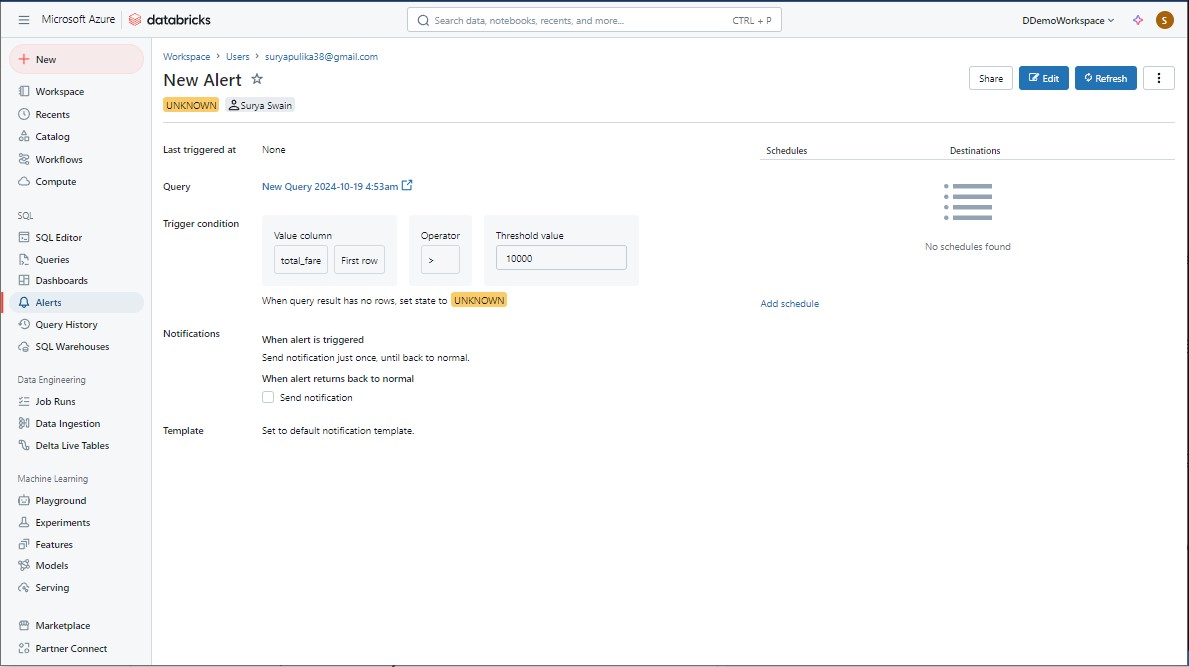 Microsoft Azure databricks Search data, notebooks, recents, and more... CTRL + P DDemoWorkspace S
New
Workspace
Recents
Catalog
Workflows
Compute
SQL
SQL Editor
Queries
Dashboards
Alerts
Query History
SQL Warehouses
Data Engineering
Job Runs
Data Ingestion
Delta Live Tables
Machine Learning
Playground
Experiments
Features
Models
Serving
Marketplace
Partner Connect
Workspace > Users > suryapulika38@gmail.com
New Alert
Share Edit Refresh
UNKNOWN Surya Swain
Last triggered at None
Query New Query 2024-10-19 4:53am
Trigger condition
Value column Operator Threshold value
total_fare First row > 10000
When query result has no rows, set state to UNKNOWN
Notifications
When alert is triggered
Send notification just once, until back to normal.
When alert returns back to normal
Send notification
Template Set to default notification template.
Schedules Destinations
No schedules found
Add schedule